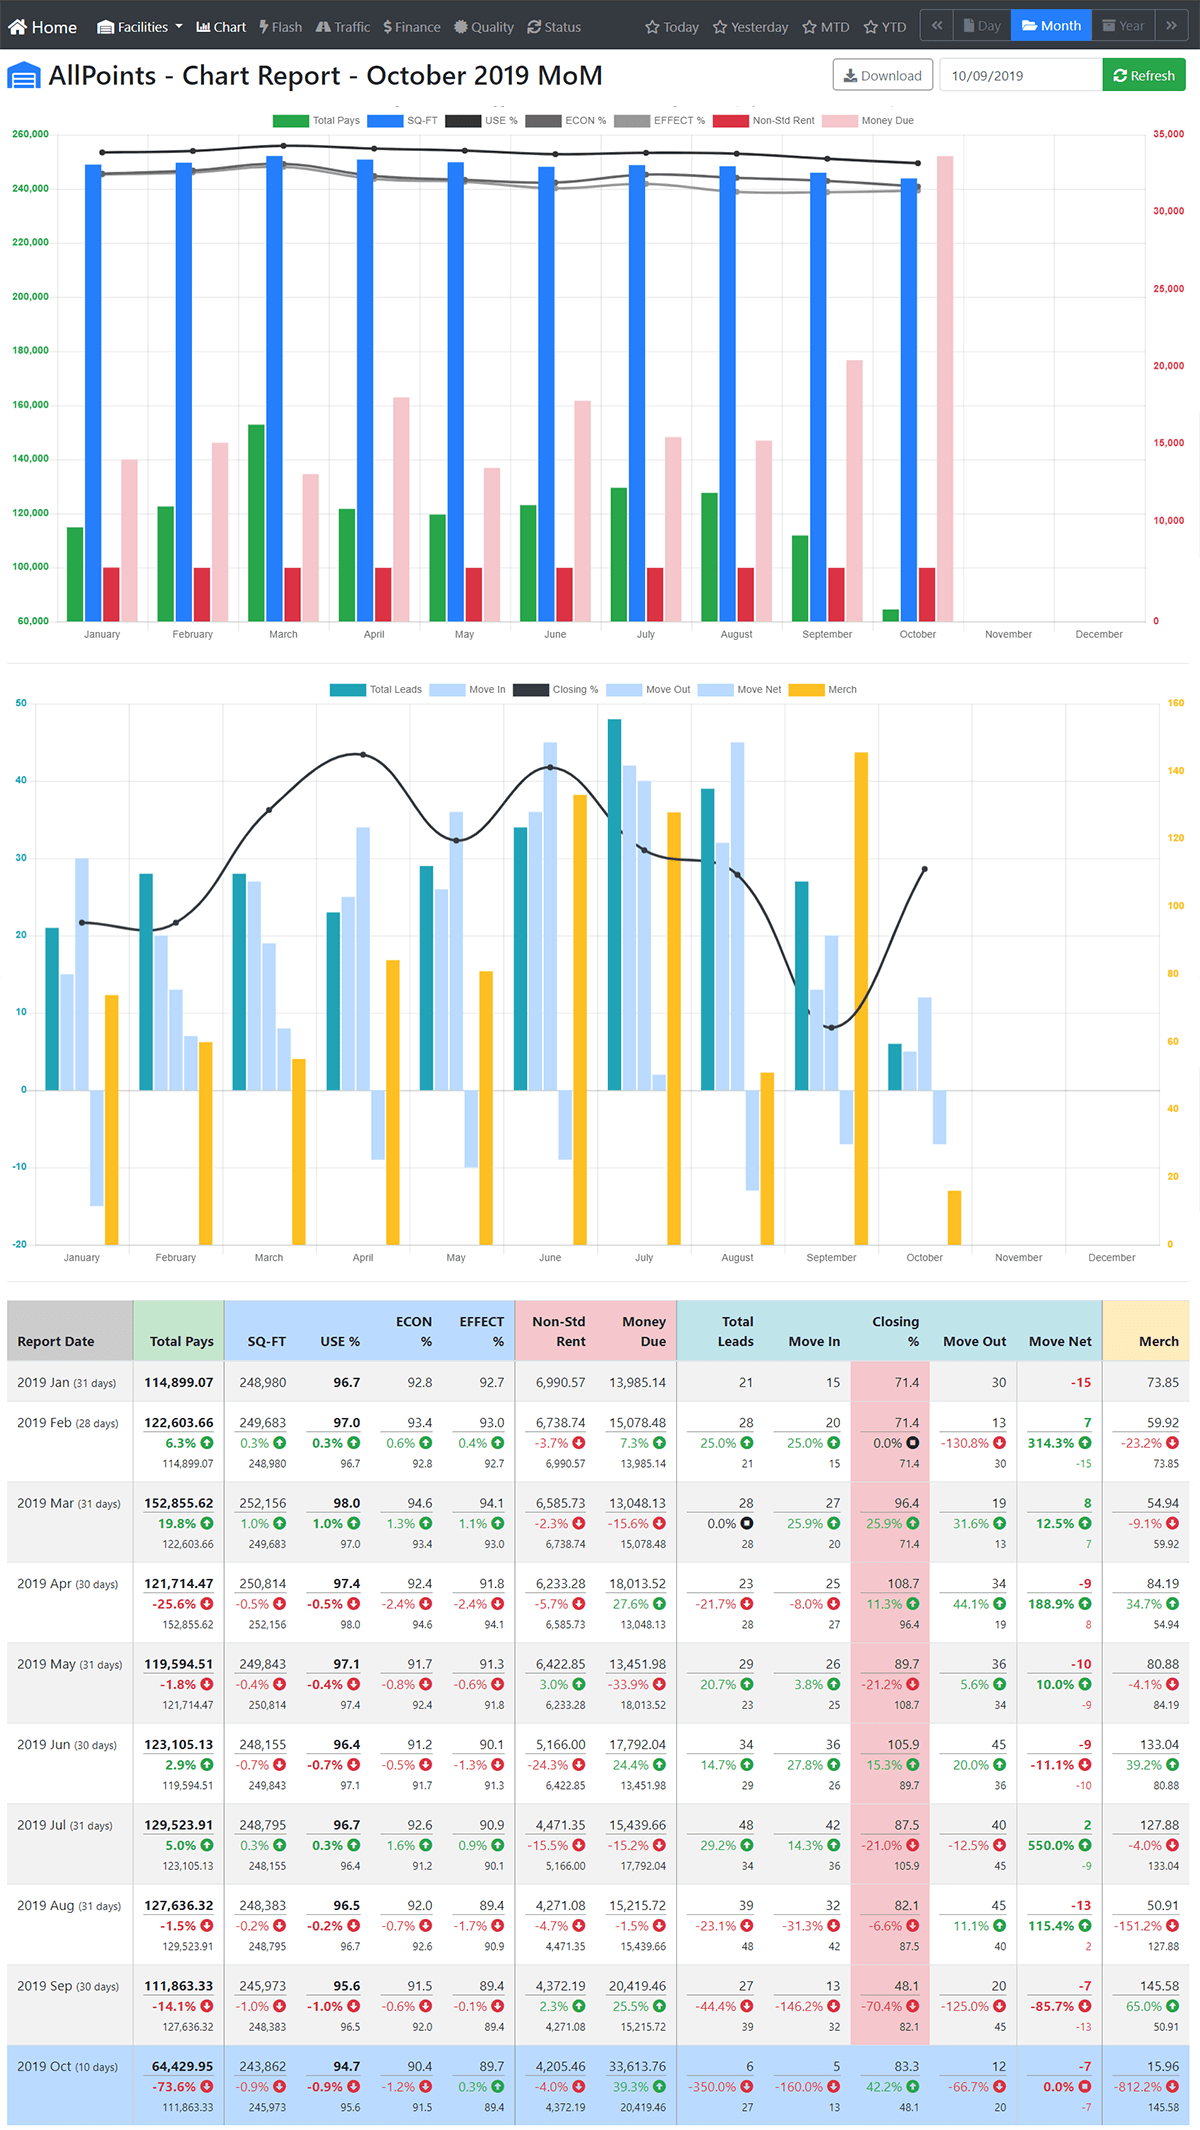 Home Facilities Chart Flash Traffic Finance Quality Status Today Yesterday MTD YTD « Day Month Year »
AllPoints - Chart Report - October 2019 MoM Download 10/09/2019 Refresh
Total Pays SQ-FT USE % ECON % EFFECT % Non-Std Rent Money Due
260,000 35,000
240,000
30,000
220,000
25,000
200,000
180,000
20,000
160,000
15,000
140,000
120,000
10,000
100,000
60,000 0
January February March April May June July August September October November December
Total Leads Move In Closing % Move Out Move Net Merch
50 160
140
40
120
30
100
20
80
10
60
0
40
-10
20
-20 0
January February March April May June July August September October November December
Report Date Total Pays SQ-FT USE % ECON % EFFECT % Non-Std Rent Money Due Total Leads Move In Closing % Move Out Move Net Merch
2019 Jan (31 days) 114,899.07 248,980 96.7 92.8 92.7 6,990.57 13,985.14 21 15 71.4 30 -15 73.85
2019 Feb (28 days) 122,603.66 249,683 97.0 93.4 93.0 6,738.74 15,078.48 28 20 71.4 13 7 59.92
6.3% 0.3% 0.3% 0.6% 0.4% -3.7% 7.3% 25.0% 25.0% 0.0% -130.8% 314.3% -23.2%
114,899.07 248,980 96.7 92.8 92.7 6,990.57 13,985.14 21 15 71.4 30 -15 73.85
2019 Mar (31 days) 152,855.62 252,156 98.0 94.6 94.1 6,585.73 13,048.13 28 27 96.4 19 8 54.94
19.8% 1.0% 1.0% 1.3% 1.1% -2.3% -15.6% 0.0% 25.9% 25.9% 31.6% 12.5% -9.1%
122,603.66 249,683 97.0 93.4 93.0 6,738.74 15,078.48 28 20 71.4 13 7 59.92
2019 Apr (30 days) 121,714.47 250,814 97.4 92.4 91.8 6,233.28 18,013.52 23 25 108.7 34 -9 84.19
-25.6% -0.5% -0.5% -2.4% -2.4% -5.7% 27.6% -21.7% -8.0% 11.3% 44.1% 188.9% 34.7%
152,855.62 252,156 98.0 94.6 94.1 6,585.73 13,048.13 28 27 96.4 19 8 54.94
2019 May (31 days) 119,594.51 249,843 97.1 91.7 91.3 6,422.85 13,451.98 29 26 89.7 36 -10 80.88
-1.8% -0.4% -0.4% -0.8% -0.6% 3.0% -33.9% 20.7% 3.8% -21.2% 5.6% 10.0% -4.1%
121,714.47 250,814 97.4 92.4 91.8 6,233.28 18,013.52 23 25 108.7 34 -9 84.19
2019 Jun (30 days) 123,105.13 248,155 96.4 91.2 90.1 5,166.00 17,792.04 34 36 105.9 45 -9 133.04
2.9% -0.7% -0.7% -0.5% -1.3% -24.3% 24.4% 14.7% 27.8% 15.3% 20.0% -11.1% 39.2%
119,594.51 249,843 97.1 91.7 91.3 6,422.85 13,451.98 29 26 89.7 36 -10 80.88
2019 Jul (31 days) 129,523.91 248,795 96.7 92.6 90.9 4,471.35 15,439.66 48 42 87.5 40 2 127.88
5.0% 0.3% 0.3% 1.6% 0.9% -15.5% -15.2% 29.2% 14.3% -21.0% -12.5% 550.0% -4.0%
123,105.13 248,155 96.4 91.2 90.1 5,166.00 17,792.04 34 36 105.9 45 -9 133.04
2019 Aug (31 days) 127,636.32 248,383 96.5 92.0 89.4 4,271.08 15,215.72 39 32 82.1 45 -13 50.91
-1.5% -0.2% -0.2% -0.7% -1.7% -4.7% -1.5% -23.1% -31.3% -6.6% 11.1% 115.4% -151.2%
129,523.91 248,795 96.7 92.6 90.9 4,471.35 15,439.66 48 42 87.5 40 2 127.88
2019 Sep (30 days) 111,863.33 245,973 95.6 91.5 89.4 4,372.19 20,419.46 27 13 48.1 20 -7 145.58
-14.1% -1.0% -1.0% -0.6% -0.1% 2.3% 25.5% -44.4% -146.2% -70.4% -125.0% -85.7% 65.0%
127,636.32 248,383 96.5 92.0 89.4 4,271.08 15,215.72 39 32 82.1 45 -13 50.91
2019 Oct (10 days) 64,429.95 243,862 94.7 90.4 89.7 4,205.46 33,613.76 6 5 83.3 12 -7 15.96
-73.6% -0.9% -0.9% -1.2% 0.3% -4.0% 39.3% -350.0% -160.0% 42.2% -66.7% 0.0% -812.2%
111,863.33 245,973 95.6 91.5 89.4 4,372.19 20,419.46 27 13 48.1 20 -7 145.58